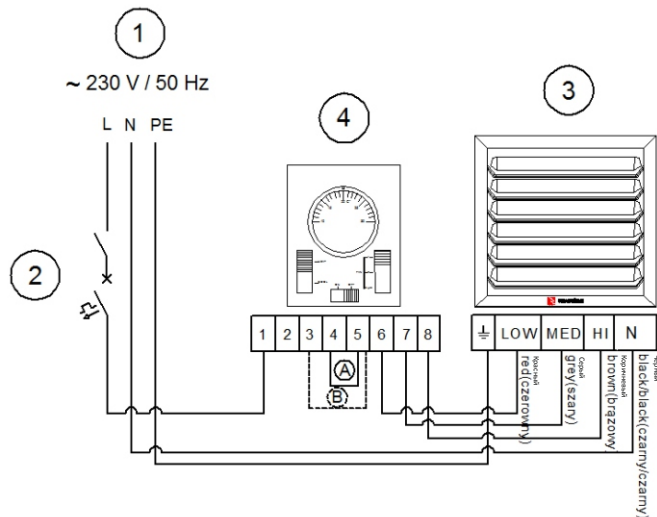 1
~ 230 V / 50 Hz
L N PE
2
4
3
1 2 3 4 5 6 7 8
A
B
LOW MED HI N
Красный
red(czerowny)
Серый
grey(szary)
Коричневый
brown(brązowy)
black/black(czarny/czarny)